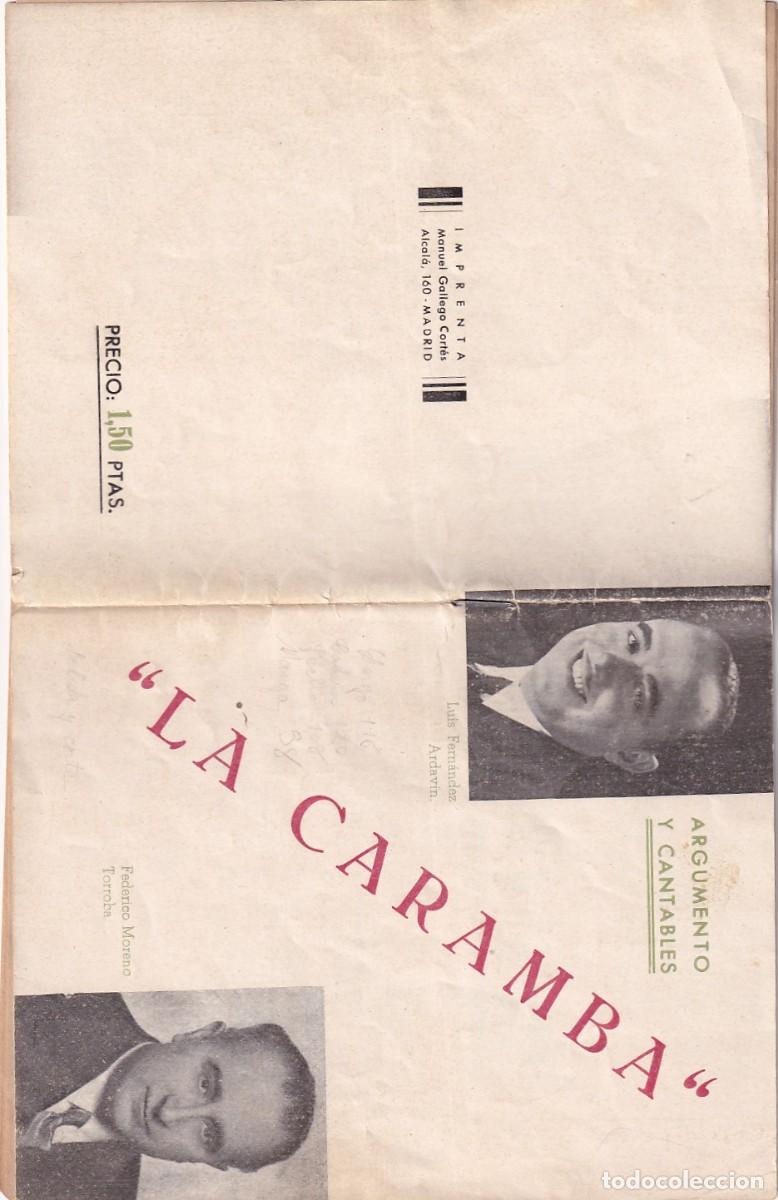 ARGUMENTO
Y CANTABLES
Luis Fernández
Ardavín.
"LA CARAMBA"
Federico Moreno
Torroba
IMPRENTA
Manuel Gallego Cortés
Alcalá, 160 - MADRID
PRECIO: 1,50 PTAS.
todocoleccion